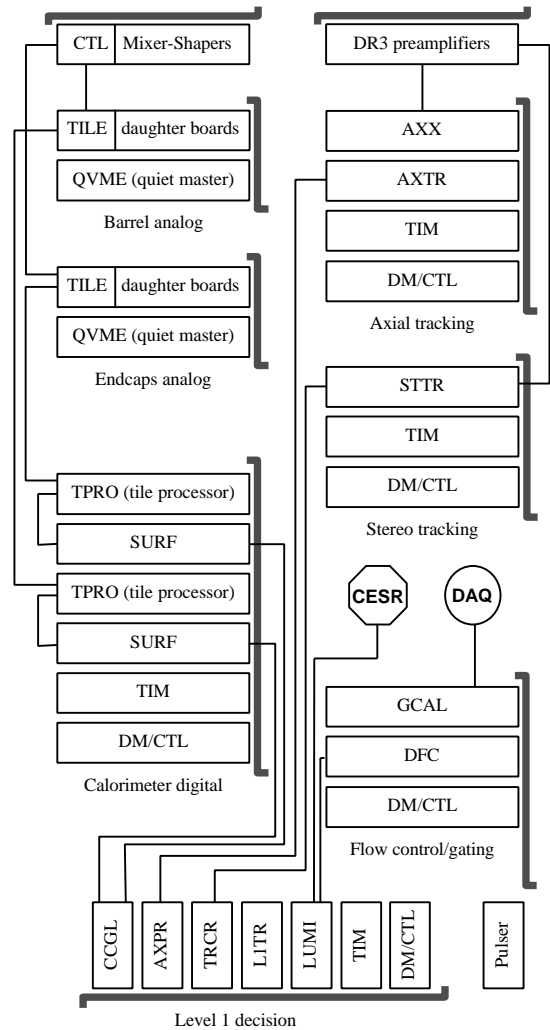 CTL Mixer-Shapers
TILE daughter boards
QVME (quiet master)
Barrel analog
TILE daughter boards
QVME (quiet master)
Endcaps analog
TPRO (tile processor)
SURF
TPRO (tile processor)
SURF
TIM
DM/CTL
Calorimeter digital
DR3 preamplifiers
AXX
AXTR
TIM
DM/CTL
Axial tracking
STTR
TIM
DM/CTL
Stereo tracking
CESR
DAQ
GCAL
DFC
DM/CTL
Flow control/gating
CCGL
AXPR
TRCR
L1TR
LUMI
TIM
DM/CTL
Pulser
Level 1 decision